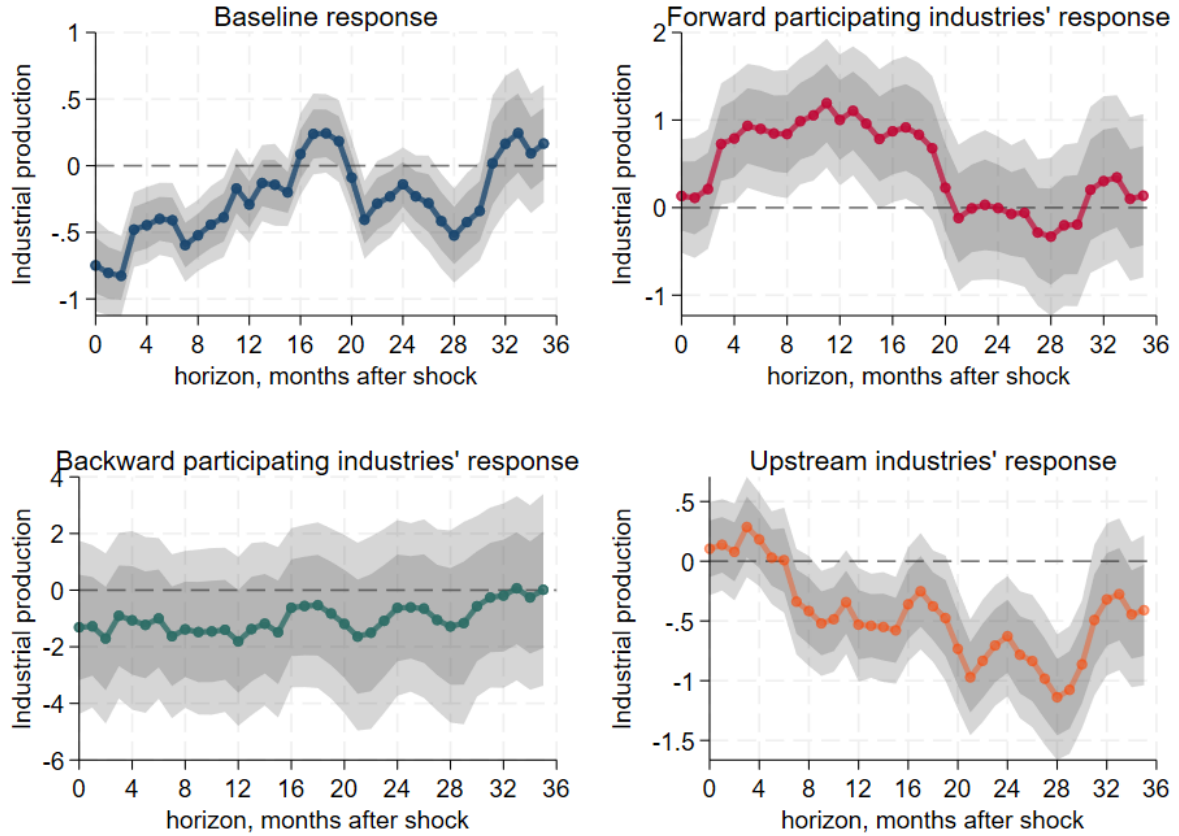 Baseline response
Industrial production
1
.5
0
-.5
-1
0 4 8 12 16 20 24 28 32 36
horizon, months after shock
Forward participating industries' response
Industrial production
2
1
0
-1
0 4 8 12 16 20 24 28 32 36
horizon, months after shock
Backward participating industries' response
Industrial production
4
2
0
-2
-4
-6
0 4 8 12 16 20 24 28 32 36
horizon, months after shock
Upstream industries' response
Industrial production
.5
0
-.5
-1
-1.5
0 4 8 12 16 20 24 28 32 36
horizon, months after shock